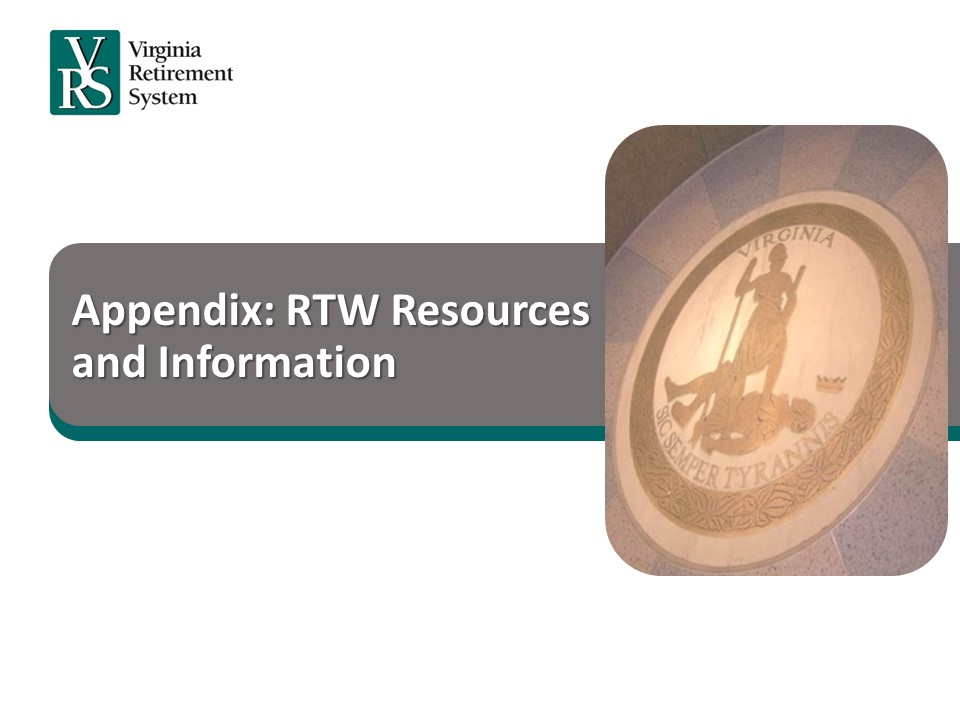 VRS
Virginia
Retirement
System
Appendix: RTW Resources
and Information
VIRGINIA
SIC SEMPER TYRANNIS